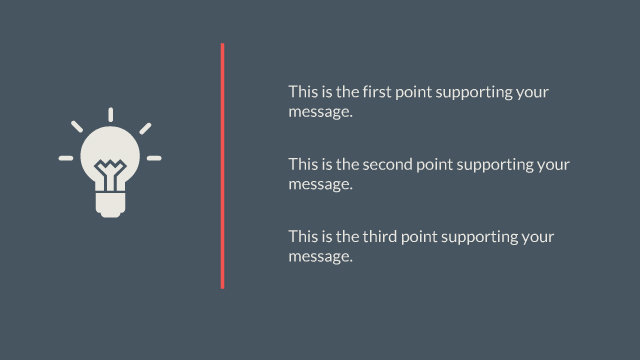 This is the first point supporting your
message.
This is the second point supporting your
message.
This is the third point supporting your
message.